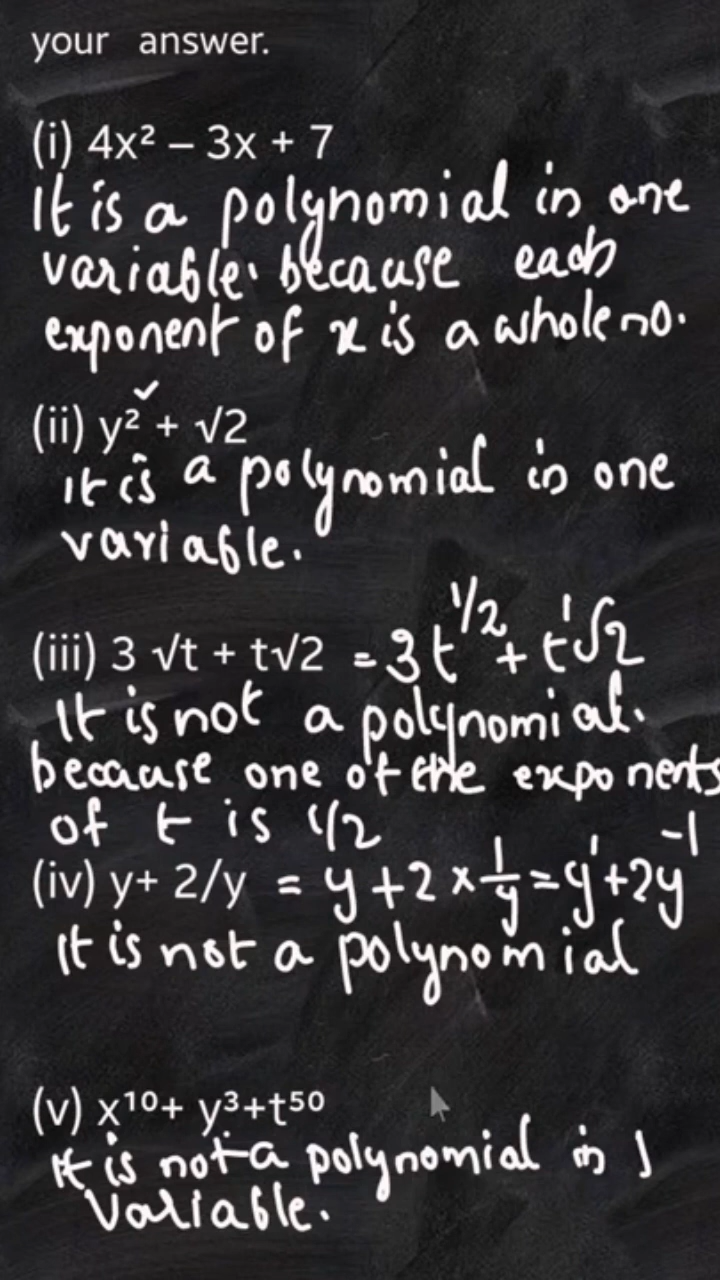 your answer.
(i) 4x² – 3x + 7
It is a polynomial in one
variable. because each
exponent of x is a whole no.
(ii) y² + √2
it is a polynomial in one
variable.
(iii) 3 √t + t√2 = 3t^1/2 + t^1√2
It is not a polynomial.
because one of the exponents
of t is 1/2
(iv) y+ 2/y = y + 2 × 1/y = y^1 + 2y^-1
It is not a polynomial
(v) x¹⁰+ y³+t⁵⁰
It is not a polynomial in 1
Variable.